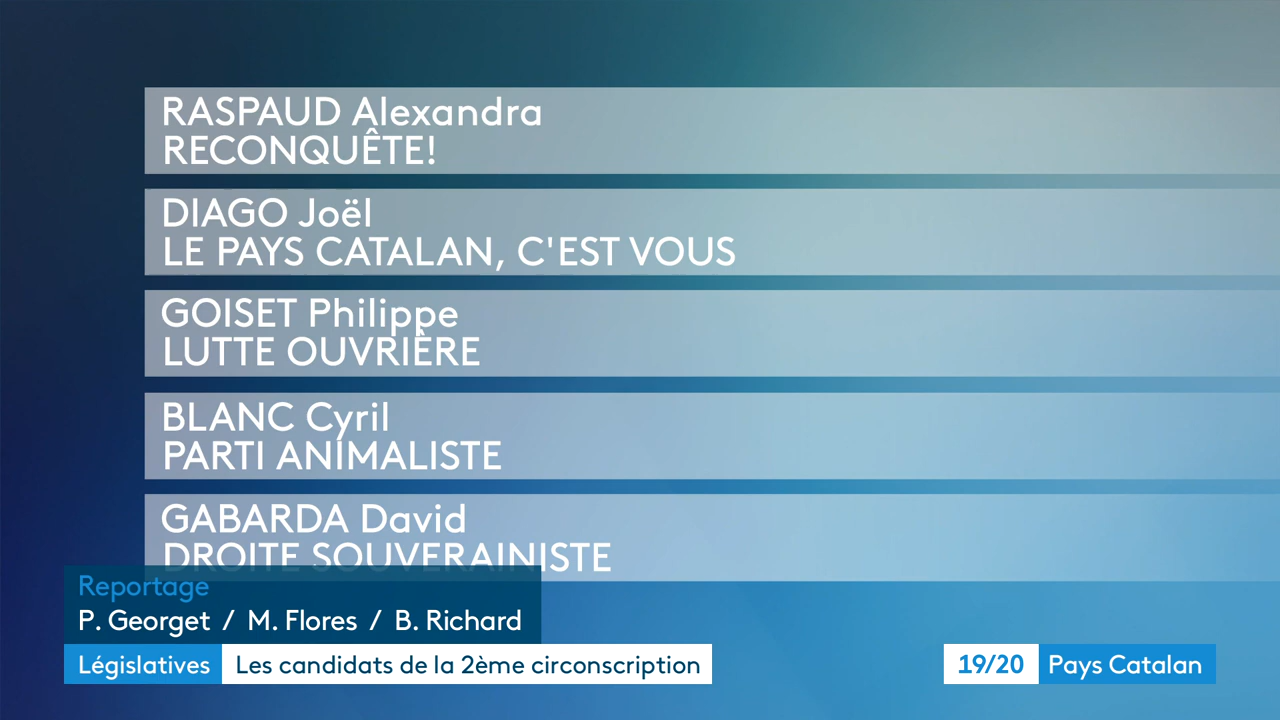 RASPAUD Alexandra
RECONQUÊTE!
DIAGO Joël
LE PAYS CATALAN, C'EST VOUS
GOISET Philippe
LUTTE OUVRIÈRE
BLANC Cyril
PARTI ANIMALISTE
GABARDA David
DROITE SOUVERAINISTE
Reportage
P. Georget / M. Flores / B. Richard
Législatives Les candidats de la 2ème circonscription
19/20 Pays Catalan